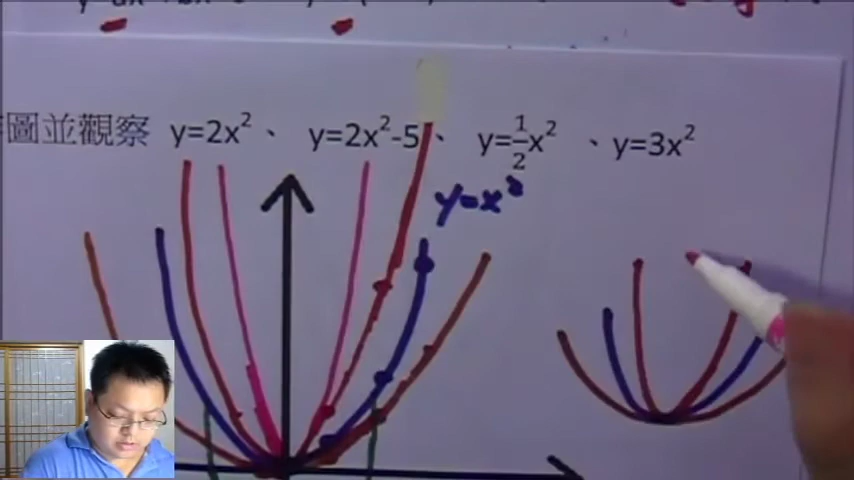 圖並觀察 y=2x²、 y=2x²-5、 y=½x² 、y=3x²
y=x²